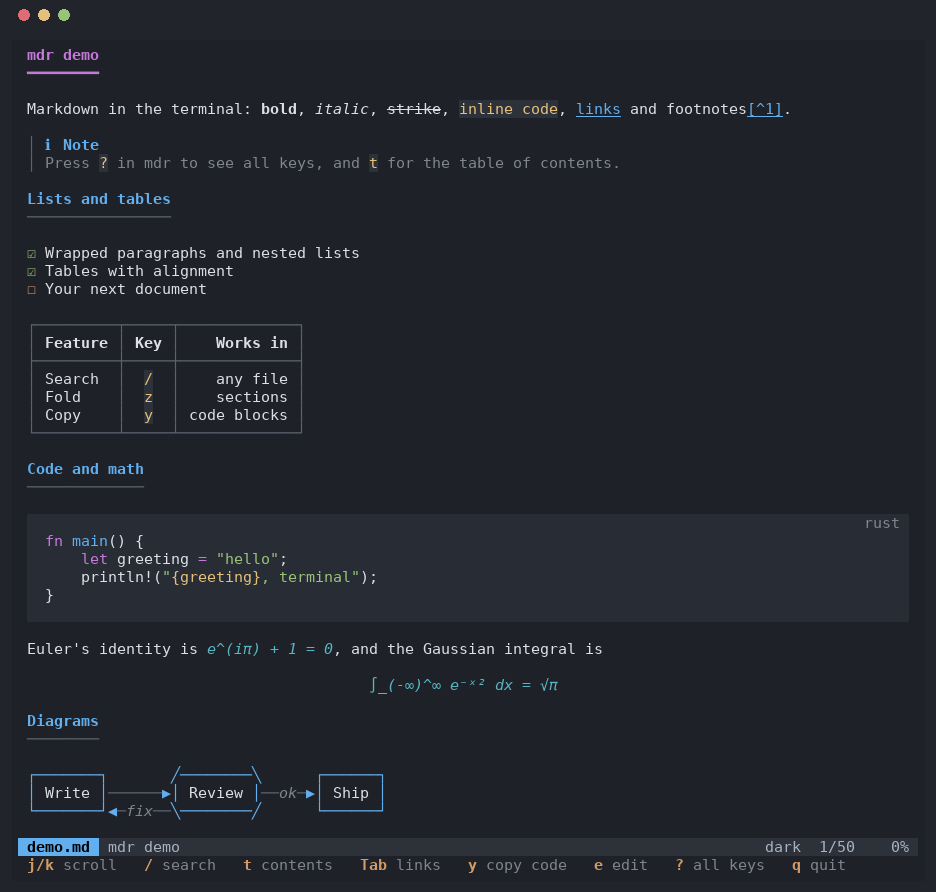 mdr demo
Markdown in the terminal: bold, italic, strike, inline code, links and footnotes[^1].
ℹ Note
Press ? in mdr to see all keys, and t for the table of contents.
Lists and tables
☑ Wrapped paragraphs and nested lists
☑ Tables with alignment
☐ Your next document
Feature Key Works in
Search / any file
Fold z sections
Copy y code blocks
Code and math
rust
fn main() {
    let greeting = "hello";
    println!("{greeting}, terminal");
}
Euler's identity is e^(iπ) + 1 = 0, and the Gaussian integral is
∫_(-∞)^∞ e⁻ˣ² dx = √π
Diagrams
Write Review ok Ship
fix
demo.md mdr demo dark 1/50 0%
j/k scroll / search t contents Tab links y copy code e edit ? all keys q quit